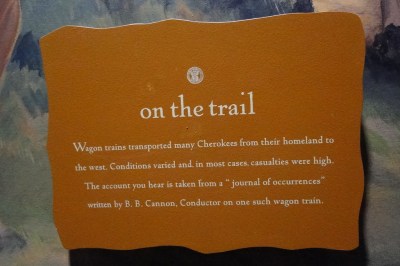 on the trail
Wagon trains transported many Cherokees from their homeland to
the west. Conditions varied and, in most cases, casualties were high.
The account you hear is taken from a " journal of occurrences"
written by B. B. Cannon, Conductor on one such wagon train.